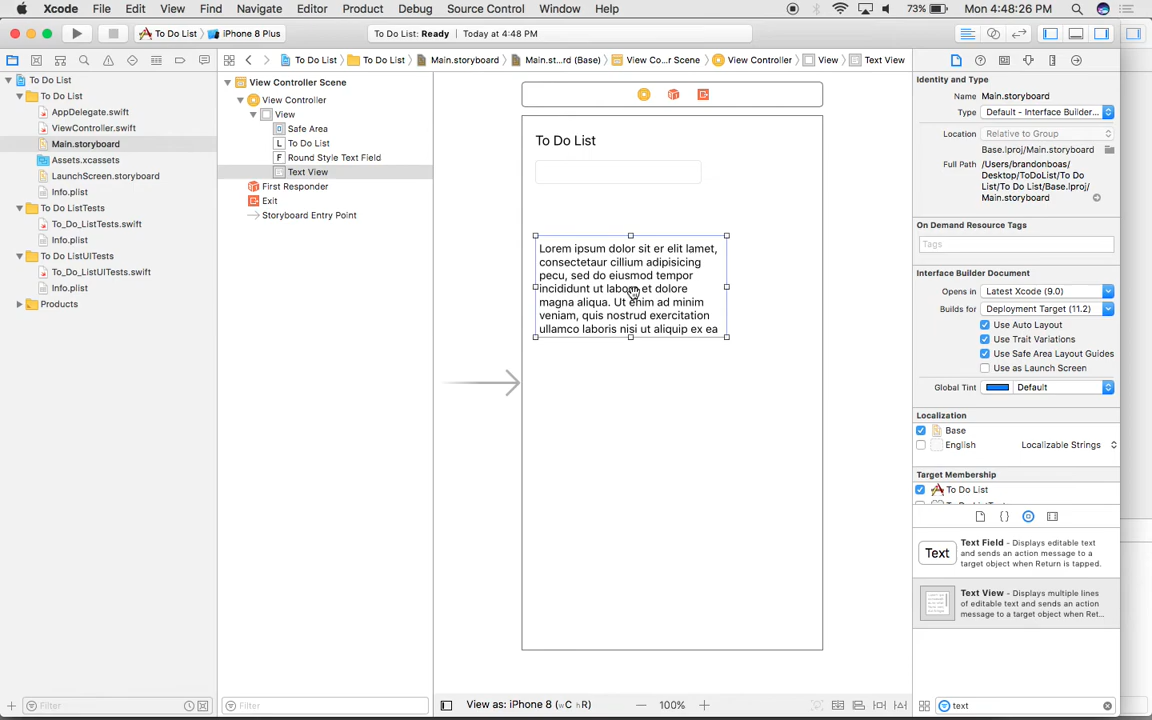 Xcode File Edit View Find Navigate Editor Product Debug Source Control Window Help 73% Mon 4:48:26 PM
To Do List iPhone 8 Plus To Do List: Ready Today at 4:48 PM
To Do List To Do List Main.storyboard Main.st...rd (Base) View Co...r Scene View Controller View Text View
To Do List
To Do List
AppDelegate.swift
ViewController.swift
Main.storyboard
Assets.xcassets
LaunchScreen.storyboard
Info.plist
To Do ListTests
To_Do_ListTests.swift
Info.plist
To Do ListUITests
To_Do_ListUITests.swift
Info.plist
Products
Filter
View Controller Scene
View Controller
View
Safe Area
L To Do List
F Round Style Text Field
Text View
First Responder
Exit
Storyboard Entry Point
Filter
To Do List
Lorem ipsum dolor sit er elit lamet,
consectetaur cillium adipisicing
pecu, sed do eiusmod tempor
incididunt ut labore et dolore
magna aliqua. Ut enim ad minim
veniam, quis nostrud exercitation
ullamco laboris nisi ut aliquip ex ea
View as: iPhone 8 (wC hR) 100%
Identity and Type
Name Main.storyboard
Type Default - Interface Builder...
Location Relative to Group
Base.lproj/Main.storyboard
Full Path /Users/brandonboas/
Desktop/ToDoList/To Do
List/To Do List/Base.lproj/
Main.storyboard
On Demand Resource Tags
Tags
Interface Builder Document
Opens in Latest Xcode (9.0)
Builds for Deployment Target (11.2)
Use Auto Layout
Use Trait Variations
Use Safe Area Layout Guides
Use as Launch Screen
Global Tint Default
Localization
Base
English Localizable Strings
Target Membership
To Do List
Text
Text Field - Displays editable text
and sends an action message to a
target object when Return is tapped.
Text View - Displays multiple lines
of editable text and sends an action
message to a target object when Ret...
text